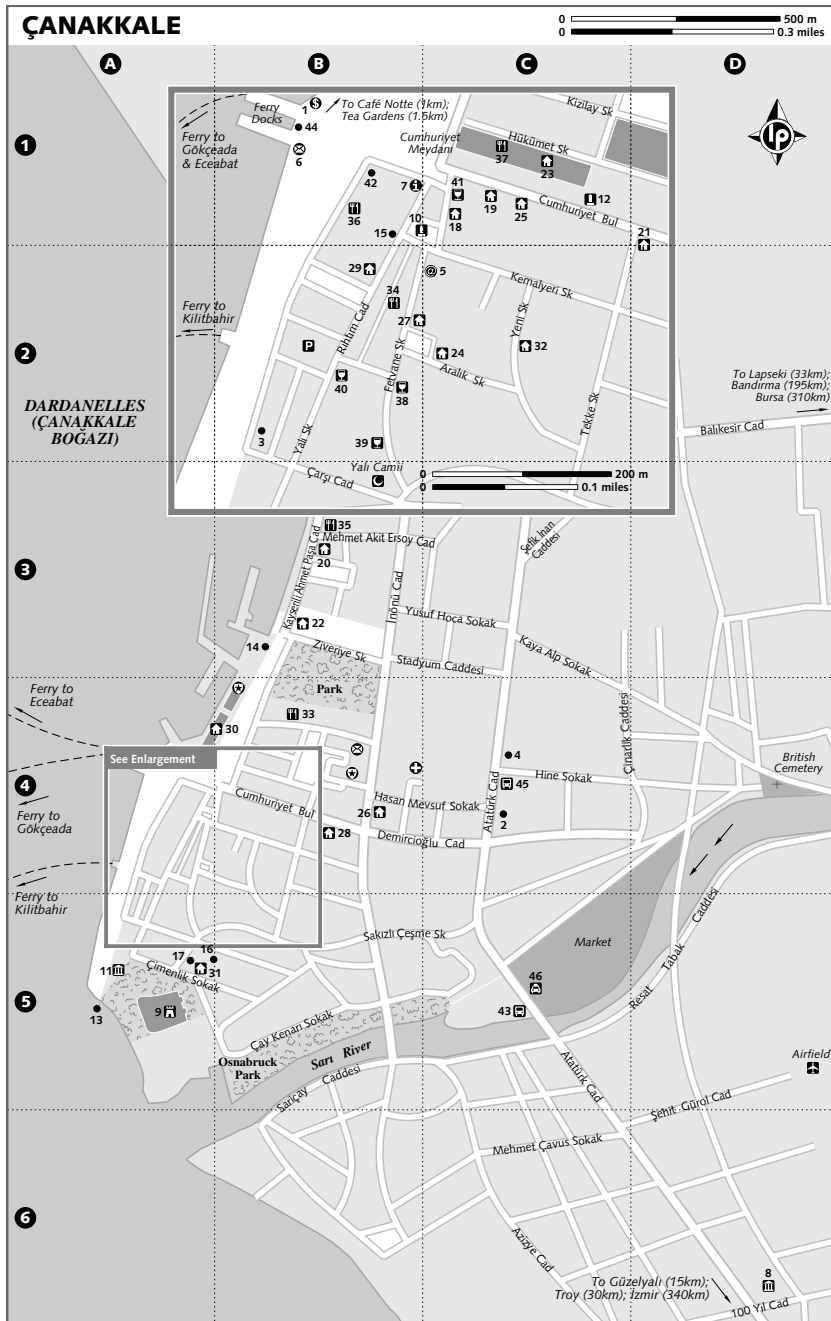 ÇANAKKALE
0 500 m
0 0.3 miles
A
B
C
D
1
2
3
4
5
6
lp
Ferry
Docks
1
$
To Café Notte (1km);
Tea Gardens (1.5km)
44
6
Ferry to
Gökçeada
& Eceabat
Cumhuriyet
Meydanı
Kızılay Sk
Hükümet Sk
37
23
42
7
i
41
19
25
12
Cumhuriyet Bul
36
10
18
21
15
29
@ 5
Kemalyeri Sk
34
Ferry to
Kilitbahir
Rıhtım Cad
27
Yeni Sk
P
Fetvane Sk
24
32
Aralık Sk
40
38
Tekke Sk
To Lapseki (33km);
Bandırma (195km);
Bursa (310km)
DARDANELLES
(ÇANAKKALE
BOĞAZI)
Balıkesir Cad
3
Yalı Sk
39
Yalı Camii
Çarşı Cad
0 200 m
0 0.1 miles
35
Mehmet Akif Ersoy Cad
20
Kayserili Ahmet Paşa Cad
Şefik İnan
Caddesi
İnönü Cad
22
Yusuf Hoca Sokak
14
Ziveriye Sk
Stadyum Caddesi
Kaya Alp Sokak
Park
Ferry to
Eceabat
33
30
Çinarlık Caddesi
4
See Enlargement
British
Cemetery
Hine Sokak
45
Ferry to
Gökçeada
Cumhuriyet Bul
26
Hasan Mevsuf Sokak
Atatürk Cad
2
28
Demircioğlu Cad
Ferry to
Kilitbahir
Sakızlı Çeşme Sk
Market
Tabak Caddesi
Resat
17
16
11
31
Çimenlik Sokak
46
13
9
43
Çay Kenarı Sokak
Osnabruck
Park
Sarı River
Sarıçay Caddesi
Atatürk Cad
Airfield
Şehit Gürol Cad
Mehmet Çavus Sokak
Azizye Cad
8
To Güzelyalı (15km);
Troy (30km); İzmir (340km)
100 Yıl Cad